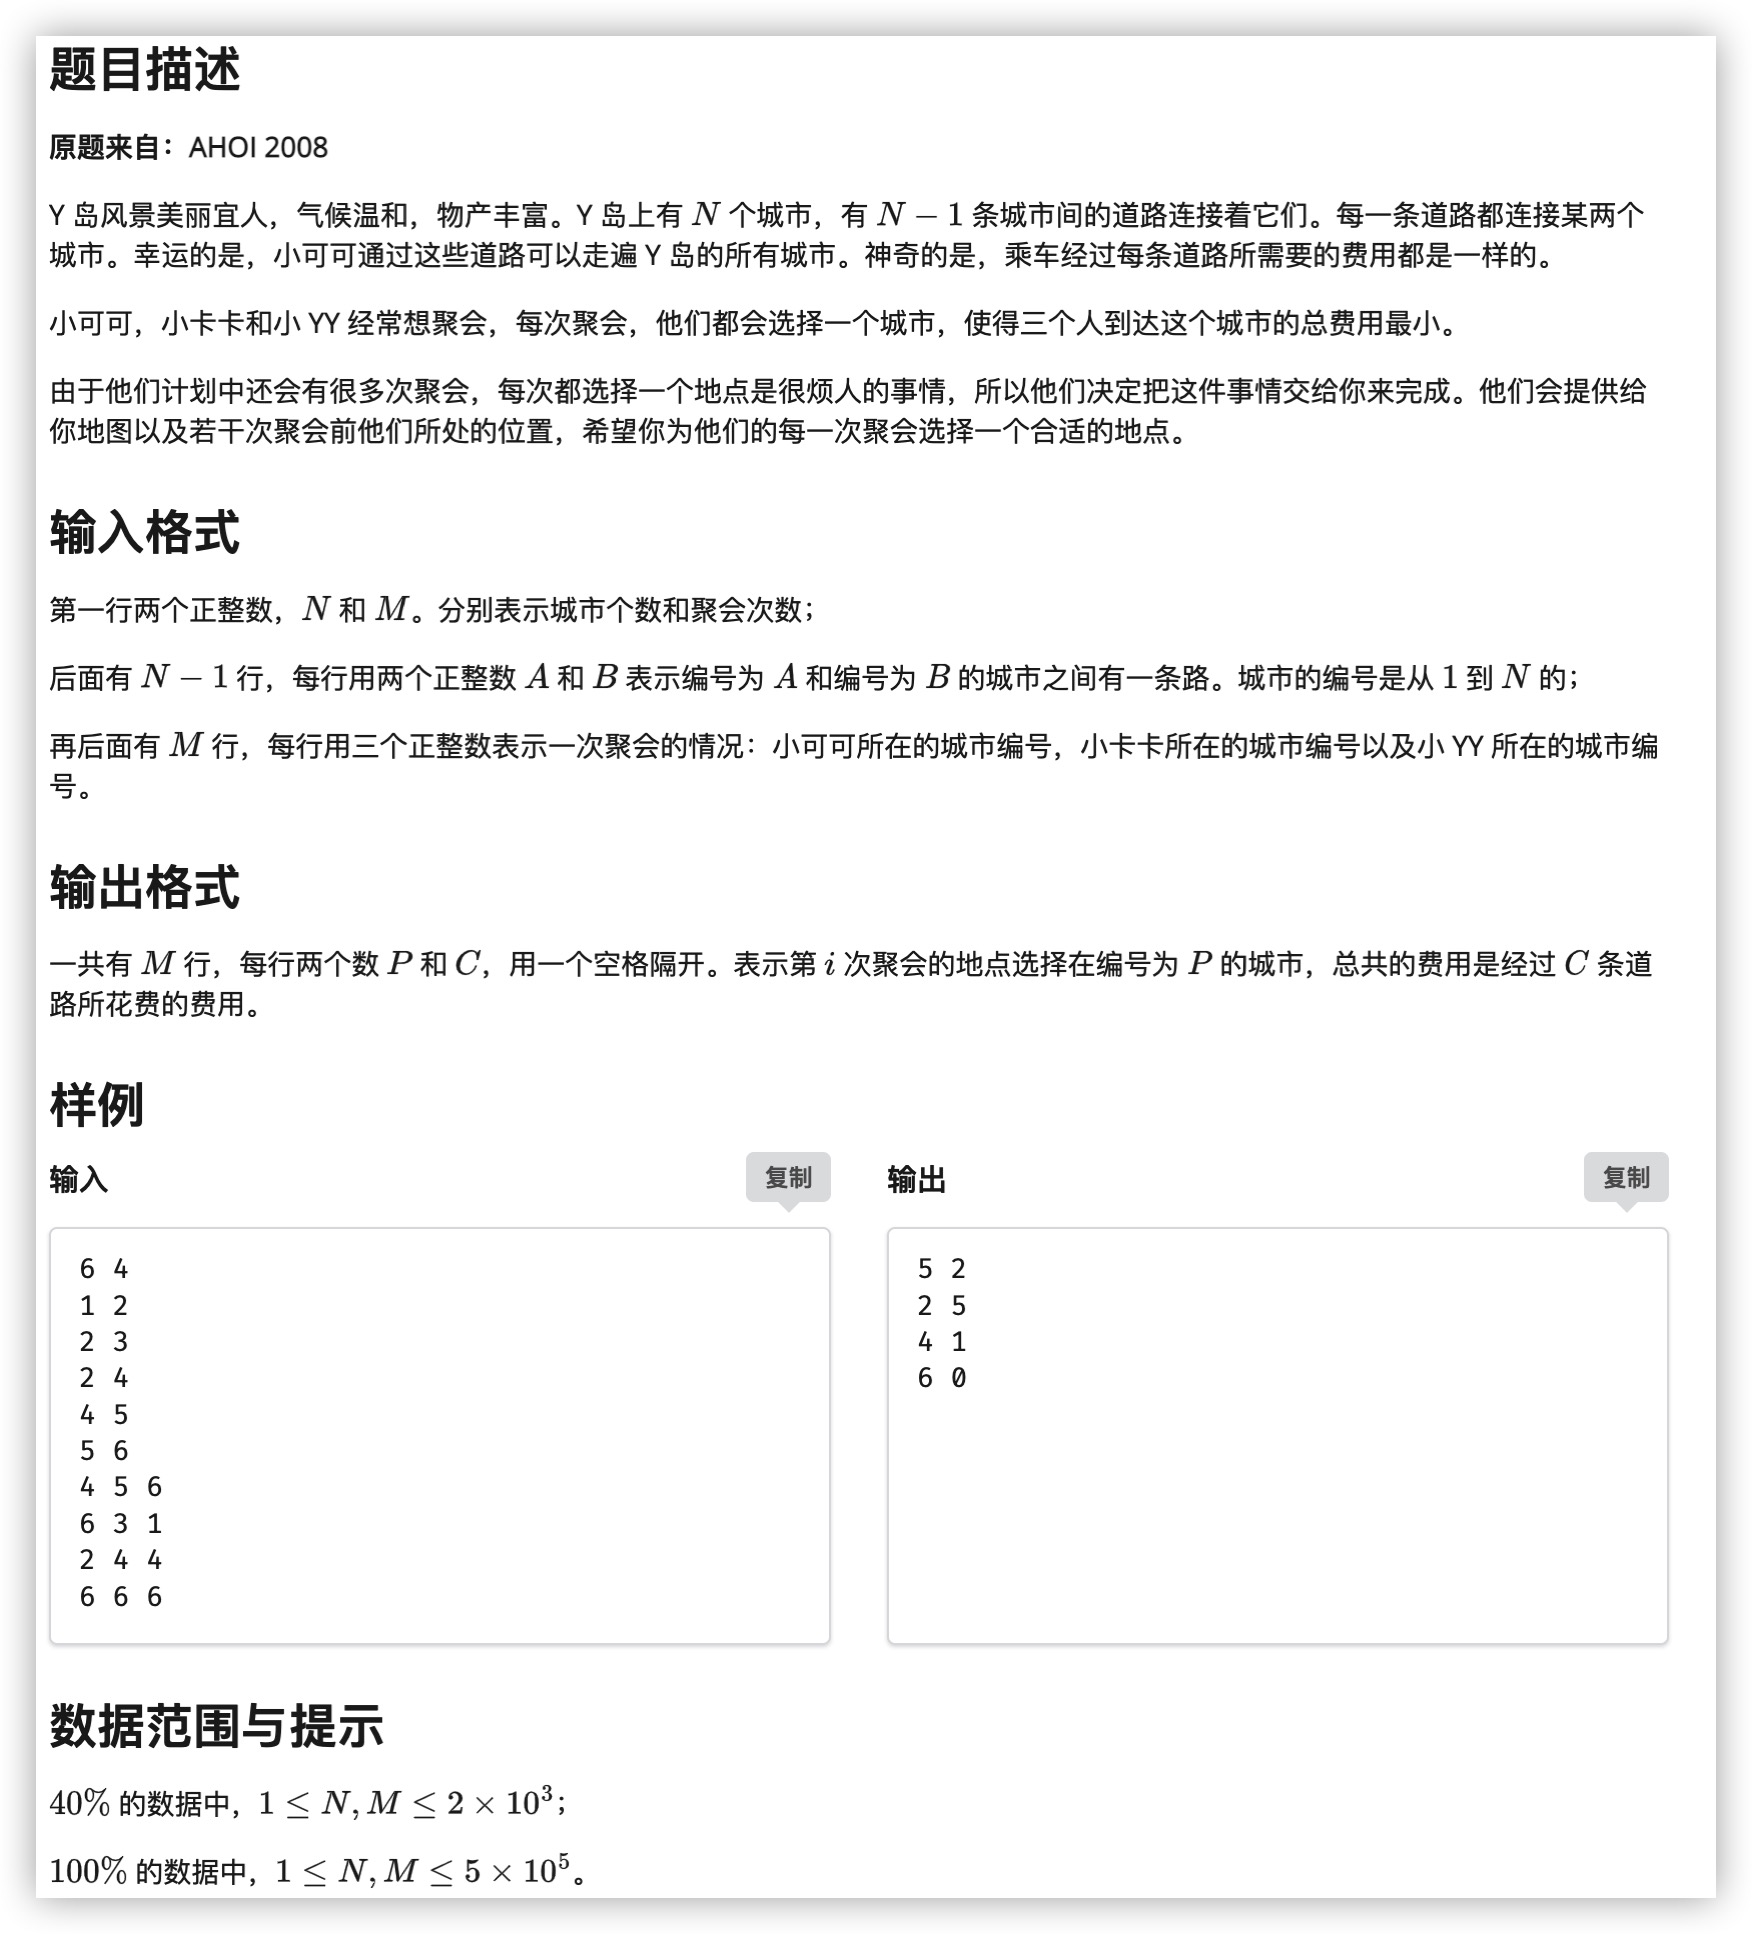 题目描述
原题来自：AHOI 2008
Y 岛风景美丽宜人，气候温和，物产丰富。Y 岛上有 N 个城市，有 N − 1 条城市间的道路连接着它们。每一条道路都连接某两个
城市。幸运的是，小可可通过这些道路可以走遍 Y 岛的所有城市。神奇的是，乘车经过每条道路所需要的费用都是一样的。
小可可，小卡卡和小 YY 经常想聚会，每次聚会，他们都会选择一个城市，使得三个人到达这个城市的总费用最小。
由于他们计划中还会有很多次聚会，每次都选择一个地点是很烦人的事情，所以他们决定把这件事情交给你来完成。他们会提供给
你地图以及若干次聚会前他们所处的位置，希望你为他们的每一次聚会选择一个合适的地点。
输入格式
第一行两个正整数，N 和 M。分别表示城市个数和聚会次数；
后面有 N − 1 行，每行用两个正整数 A 和 B 表示编号为 A 和编号为 B 的城市之间有一条路。城市的编号是从 1 到 N 的；
再后面有 M 行，每行用三个正整数表示一次聚会的情况：小可可所在的城市编号，小卡卡所在的城市编号以及小 YY 所在的城市编
号。
输出格式
一共有 M 行，每行两个数 P 和 C，用一个空格隔开。表示第 i 次聚会的地点选择在编号为 P 的城市，总共的费用是经过 C 条道
路所花费的费用。
样例
输入
复制
6 4
1 2
2 3
2 4
4 5
5 6
4 5 6
6 3 1
2 4 4
6 6 6
输出
复制
5 2
2 5
4 1
6 0
数据范围与提示
40% 的数据中，1 ≤ N, M ≤ 2 × 10³；
100% 的数据中，1 ≤ N, M ≤ 5 × 10⁵。